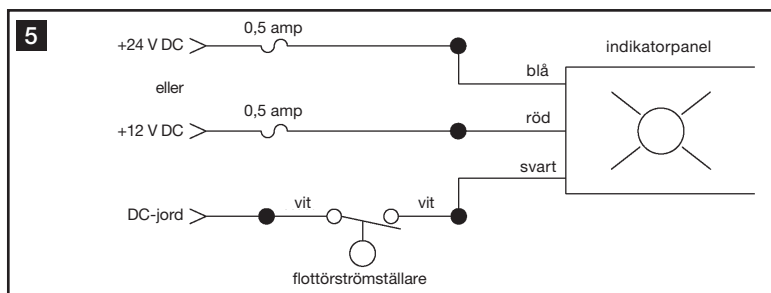 5
+24 V DC
0,5 amp
indikatorpanel
blå
eller
0,5 amp
+12 V DC
röd
svart
DC-jord
vit
vit
flottörströmställare